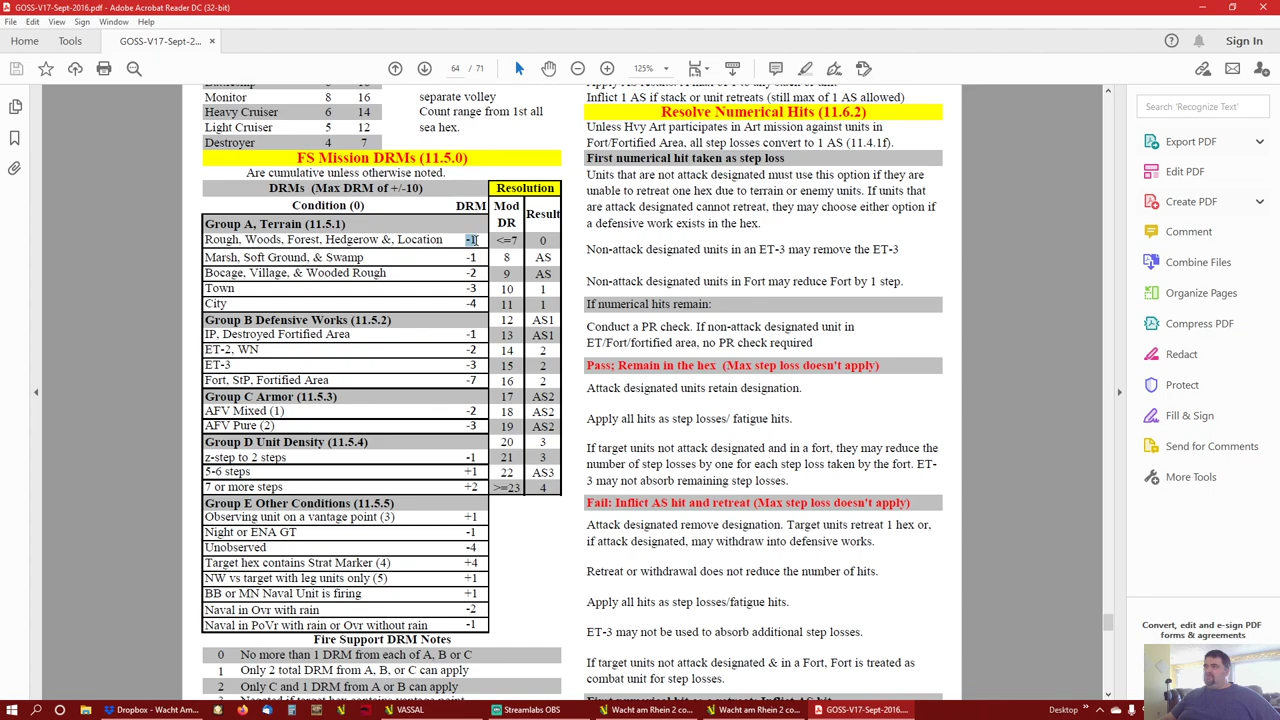 GOSS-V17-Sept-2016.pdf - Adobe Acrobat Reader DC (32-bit)
File Edit View Sign Window Help
Home Tools GOSS-V17-Sept-2... × Sign In
64 / 71 125%
Monitor 8 16
Heavy Cruiser 6 14
Light Cruiser 5 12
Destroyer 4 7
separate volley
Count range from 1st all
sea hex.
FS Mission DRMs (11.5.0)
Are cumulative unless otherwise noted.
DRMs (Max DRM of +/-10) Resolution
Condition (0) DRM Mod DR Result
Group A, Terrain (11.5.1)
Rough, Woods, Forest, Hedgerow &, Location -1 <=7 0
Marsh, Soft Ground, & Swamp -1 8 AS
Bocage, Village, & Wooded Rough -2 9 AS
Town -3 10 1
City -4 11 1
Group B Defensive Works (11.5.2) 12 AS1
IP, Destroyed Fortified Area -1 13 AS1
ET-2, WN -2 14 2
ET-3 -3 15 2
Fort, StP, Fortified Area -7 16 2
Group C Armor (11.5.3) 17 AS2
AFV Mixed (1) -2 18 AS2
AFV Pure (2) -3 19 AS2
Group D Unit Density (11.5.4) 20 3
z-step to 2 steps -1 21 3
5-6 steps +1 22 AS3
7 or more steps +2 >=23 4
Group E Other Conditions (11.5.5)
Observing unit on a vantage point (3) +1
Night or ENA GT -1
Unobserved -4
Target hex contains Strat Marker (4) +4
NW vs target with leg units only (5) +1
BB or MN Naval Unit is firing +1
Naval in Ovr with rain -2
Naval in PoVr with rain or Ovr without rain -1
Fire Support DRM Notes
0 No more than 1 DRM from each of A, B or C
1 Only 2 total DRM from A, B, or C can apply
2 Only C and 1 DRM from A or B can apply
Inflict 1 AS if stack or unit retreats (still max of 1 AS allowed)
Resolve Numerical Hits (11.6.2)
Unless Hvy Art participates in Art mission against units in
Fort/Fortified Area, all step losses convert to 1 AS (11.4.1f).
First numerical hit taken as step loss
Units that are not attack designated must use this option if they are
unable to retreat one hex due to terrain or enemy units. If units that
are attack designated cannot retreat, they may choose either option if
a defensive work exists in the hex.
Non-attack designated units in an ET-3 may remove the ET-3
Non-attack designated units in Fort may reduce Fort by 1 step.
If numerical hits remain:
Conduct a PR check. If non-attack designated unit in
ET/Fort/fortified area, no PR check required
Pass; Remain in the hex (Max step loss doesn't apply)
Attack designated units retain designation.
Apply all hits as step losses/ fatigue hits.
If target units not attack designated and in a fort, they may reduce the
number of step losses by one for each step loss taken by the fort. ET-
3 may not absorb remaining step losses.
Fail: Inflict AS hit and retreat (Max step loss doesn't apply)
Attack designated remove designation. Target units retreat 1 hex or,
if attack designated, may withdraw into defensive works.
Retreat or withdrawal does not reduce the number of hits.
Apply all hits as step losses/fatigue hits.
ET-3 may not be used to absorb additional step losses.
If target units not attack designated & in a Fort, Fort is treated as
combat unit for step losses.
Search 'Recognize Text'
Export PDF
Edit PDF
Create PDF
Comment
Combine Files
Organize Pages
Compress PDF
Redact
Protect
Fill & Sign
Send for Comments
More Tools
Convert, edit and e-sign PDF
forms & agreements
Dropbox - Wacht Am... VASSAL Streamlabs OBS Wacht am Rhein 2 co... Wacht am Rhein 2 co... GOSS-V17-Sept-2016.... Desktop